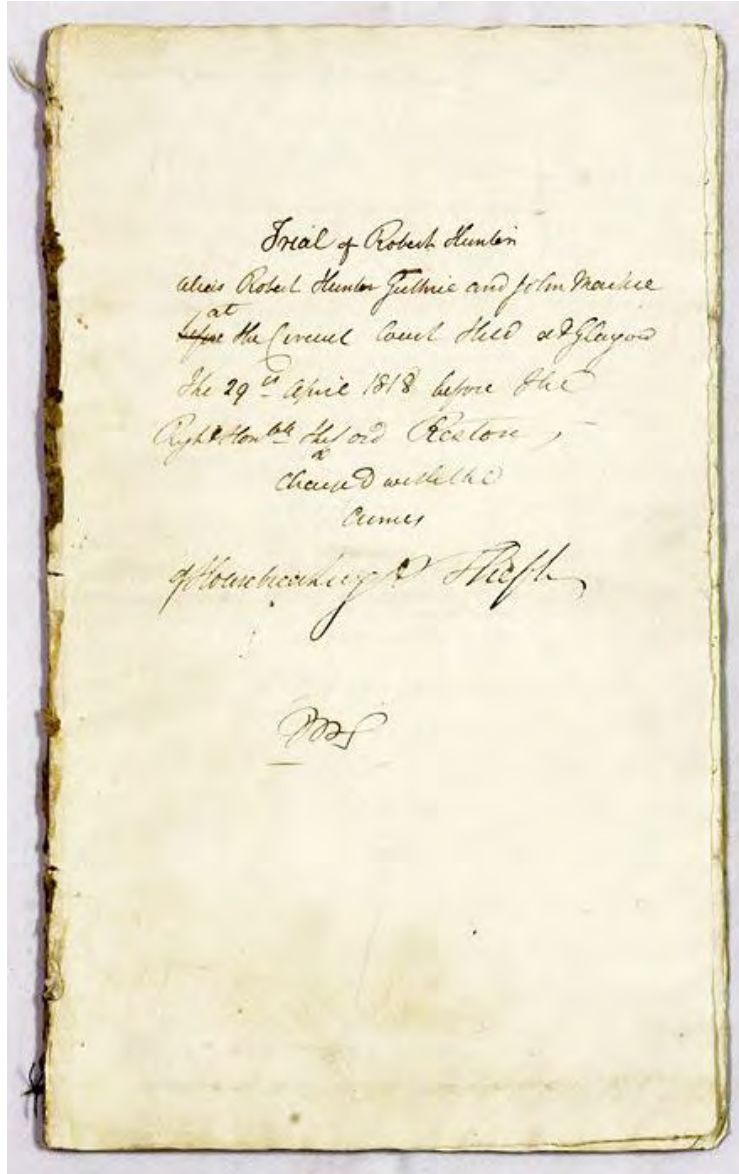 Trial of Robert Hunter
alias Robert Hunter Guthrie and John Mackie
at
before the Circuit Court Held at Glasgow
The 29th April 1818 before the
Right Honble the Lord Reston
charged with the
Crimes
of Housebreaking & Theft